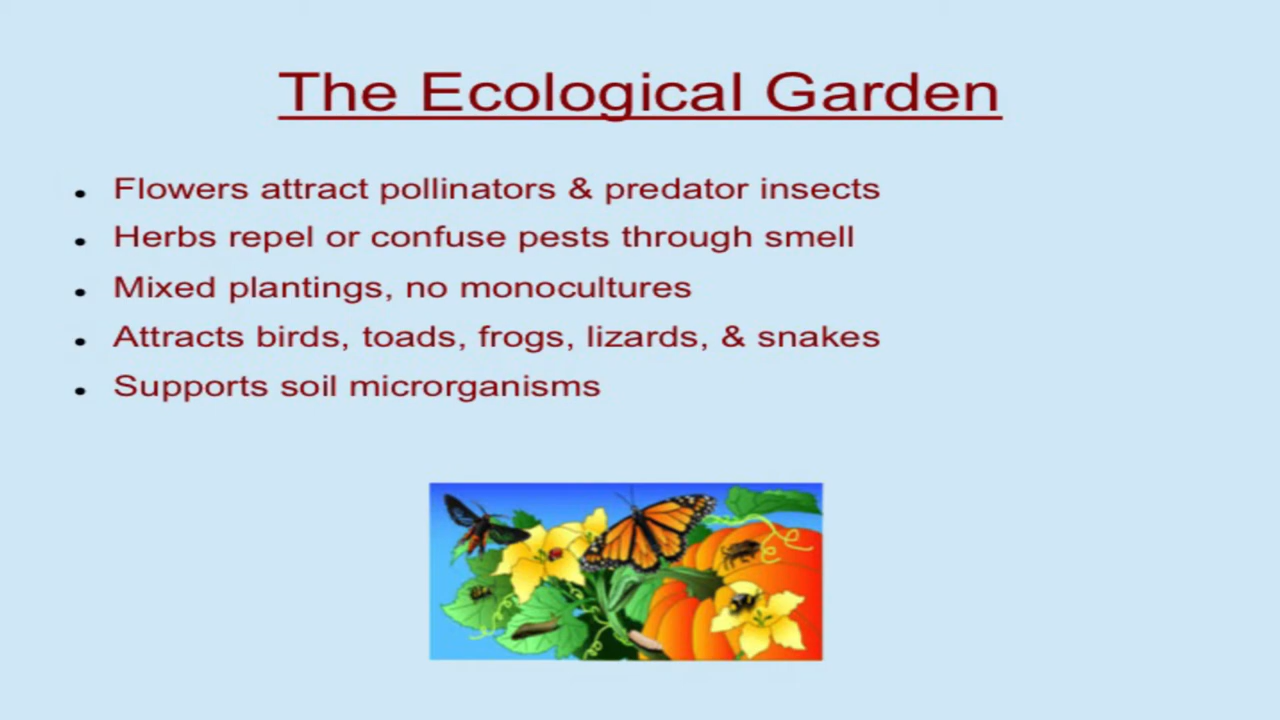 The Ecological Garden
Flowers attract pollinators & predator insects
Herbs repel or confuse pests through smell
Mixed plantings, no monocultures
Attracts birds, toads, frogs, lizards, & snakes
Supports soil microrganisms